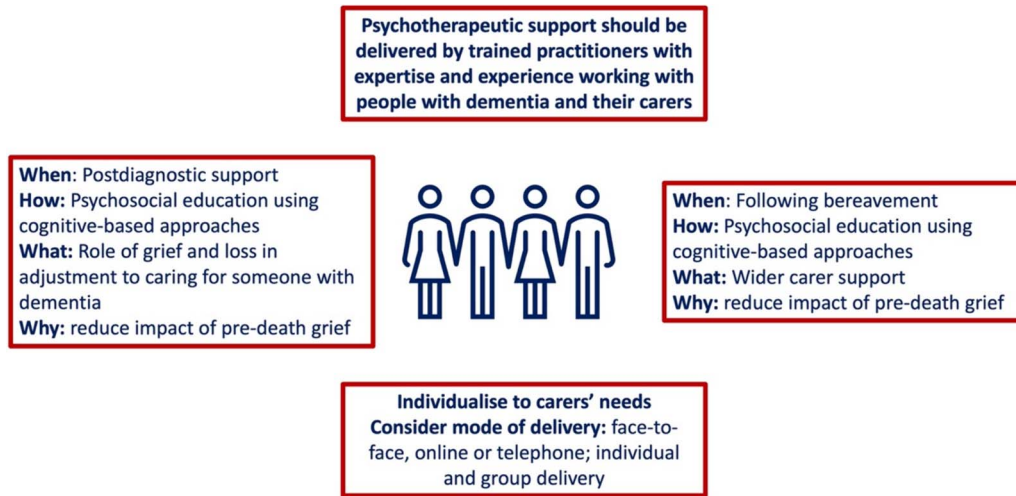 Psychotherapeutic support should be
delivered by trained practitioners with
expertise and experience working with
people with dementia and their carers
When: Postdiagnostic support
How: Psychosocial education using
cognitive-based approaches
What: Role of grief and loss in
adjustment to caring for someone with
dementia
Why: reduce impact of pre-death grief
When: Following bereavement
How: Psychosocial education using
cognitive-based approaches
What: Wider carer support
Why: reduce impact of pre-death grief
Individualise to carers’ needs
Consider mode of delivery: face-to-
face, online or telephone; individual
and group delivery